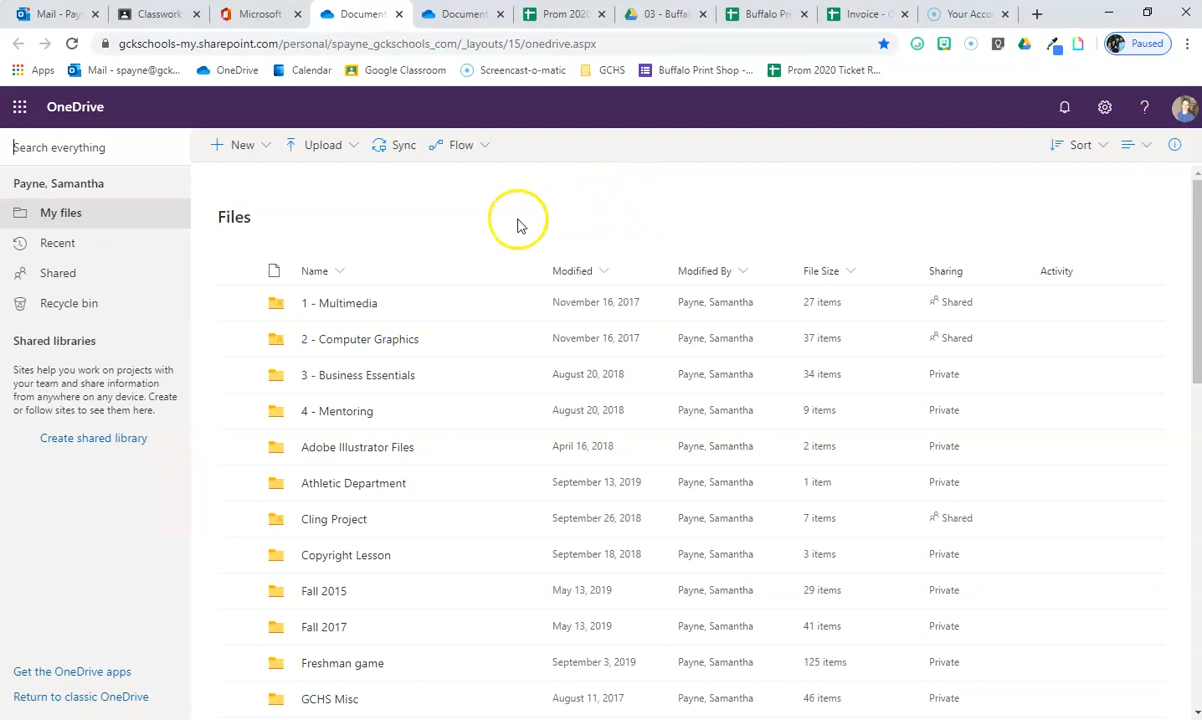 Mail - Pay
Classwork
Microsoft
Document
Document
Prom 202
03 - Buffal
Buffalo Pri
Invoice - C
Your Acco
gckschools-my.sharepoint.com/personal/spayne_gckschools_com/_layouts/15/onedrive.aspx
Paused
Apps
Mail - spayne@gck...
OneDrive
Calendar
Google Classroom
Screencast-o-matic
GCHS
Buffalo Print Shop -...
Prom 2020 Ticket R...
OneDrive
?
Search everything
New
Upload
Sync
Flow
Sort
Payne, Samantha
My files
Recent
Shared
Recycle bin
Shared libraries
Sites help you work on projects with
your team and share information
from anywhere on any device. Create
or follow sites to see them here.
Create shared library
Get the OneDrive apps
Return to classic OneDrive
Files
Name Modified Modified By File Size Sharing Activity
1 - Multimedia November 16, 2017 Payne, Samantha 27 items Shared
2 - Computer Graphics November 16, 2017 Payne, Samantha 37 items Shared
3 - Business Essentials August 20, 2018 Payne, Samantha 34 items Private
4 - Mentoring August 20, 2018 Payne, Samantha 9 items Private
Adobe Illustrator Files April 16, 2018 Payne, Samantha 2 items Private
Athletic Department September 13, 2019 Payne, Samantha 1 item Private
Cling Project September 26, 2018 Payne, Samantha 7 items Shared
Copyright Lesson September 18, 2018 Payne, Samantha 3 items Private
Fall 2015 May 13, 2019 Payne, Samantha 29 items Private
Fall 2017 May 13, 2019 Payne, Samantha 41 items Private
Freshman game September 3, 2019 Payne, Samantha 125 items Private
GCHS Misc August 11, 2017 Payne, Samantha 46 items Private